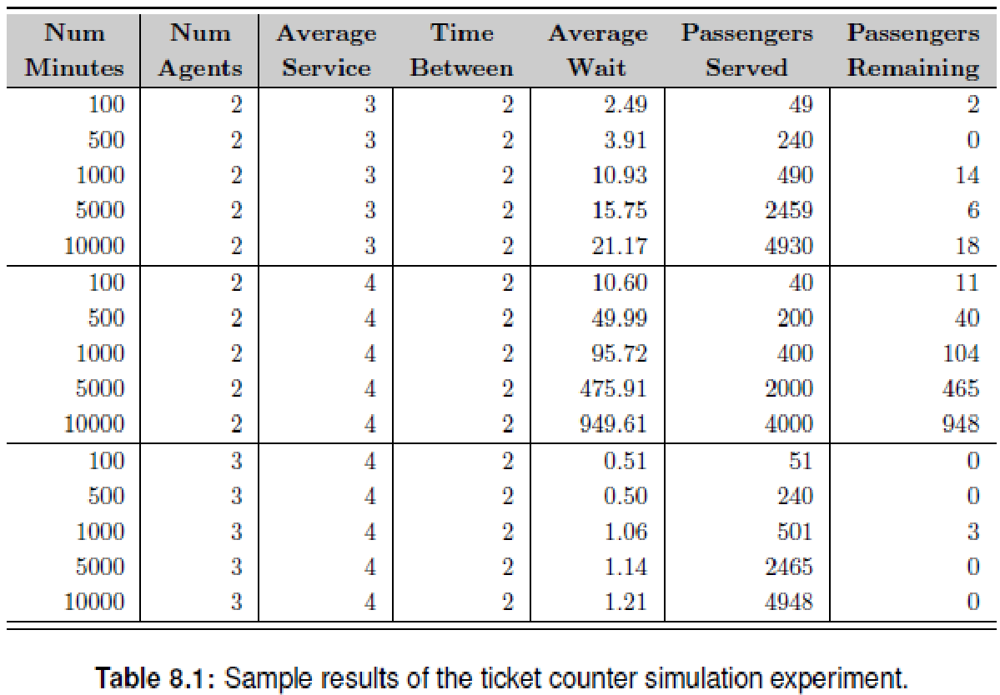 Num Num Average Time Average Passengers Passengers
Minutes Agents Service Between Wait Served Remaining
100 2 3 2 2.49 49 2
500 2 3 2 3.91 240 0
1000 2 3 2 10.93 490 14
5000 2 3 2 15.75 2459 6
10000 2 3 2 21.17 4930 18
100 2 4 2 10.60 40 11
500 2 4 2 49.99 200 40
1000 2 4 2 95.72 400 104
5000 2 4 2 475.91 2000 465
10000 2 4 2 949.61 4000 948
100 3 4 2 0.51 51 0
500 3 4 2 0.50 240 0
1000 3 4 2 1.06 501 3
5000 3 4 2 1.14 2465 0
10000 3 4 2 1.21 4948 0
Table 8.1: Sample results of the ticket counter simulation experiment.